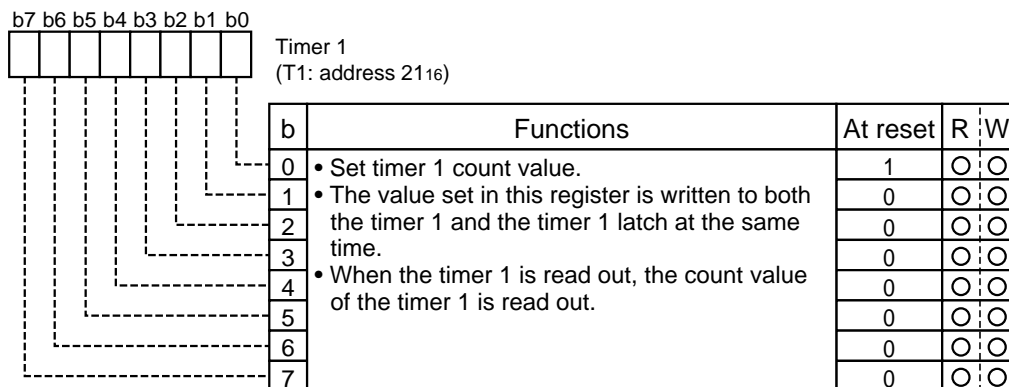 b7 b6 b5 b4 b3 b2 b1 b0
Timer 1
(T1: address 2116)
b Functions At reset R W
0 • Set timer 1 count value. 1 O O
1 • The value set in this register is written to both 0 O O
2 the timer 1 and the timer 1 latch at the same 0 O O
3 time. 0 O O
4 • When the timer 1 is read out, the count value 0 O O
5 of the timer 1 is read out. 0 O O
6 0 O O
7 0 O O